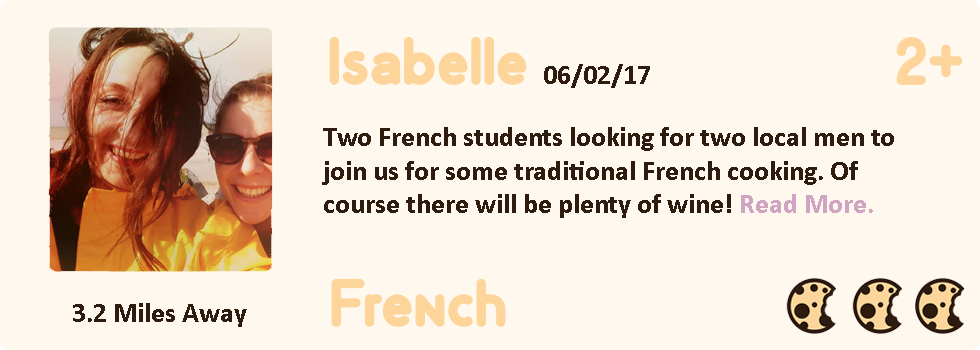 Isabelle 06/02/17 2+
Two French students looking for two local men to
join us for some traditional French cooking. Of
course there will be plenty of wine! Read More.
3.2 Miles Away
French